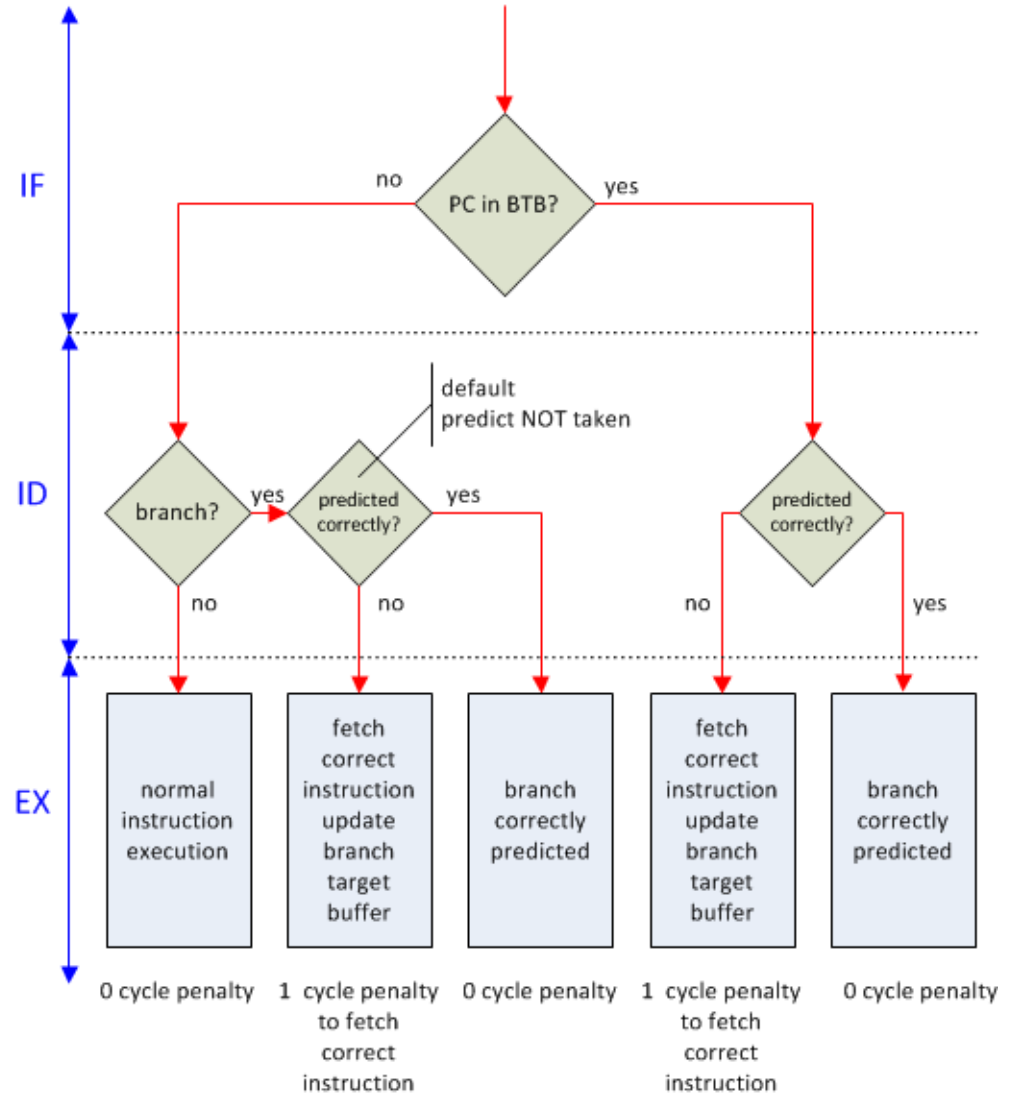 IF
no
PC in BTB?
yes
default
predict NOT taken
ID
branch?
yes
predicted
correctly?
yes
predicted
correctly?
no
no
no
yes
EX
normal
instruction
execution
fetch
correct
instruction
update
branch
target
buffer
branch
correctly
predicted
fetch
correct
instruction
update
branch
target
buffer
branch
correctly
predicted
0 cycle penalty
1 cycle penalty
to fetch
correct
instruction
0 cycle penalty
1 cycle penalty
to fetch
correct
instruction
0 cycle penalty